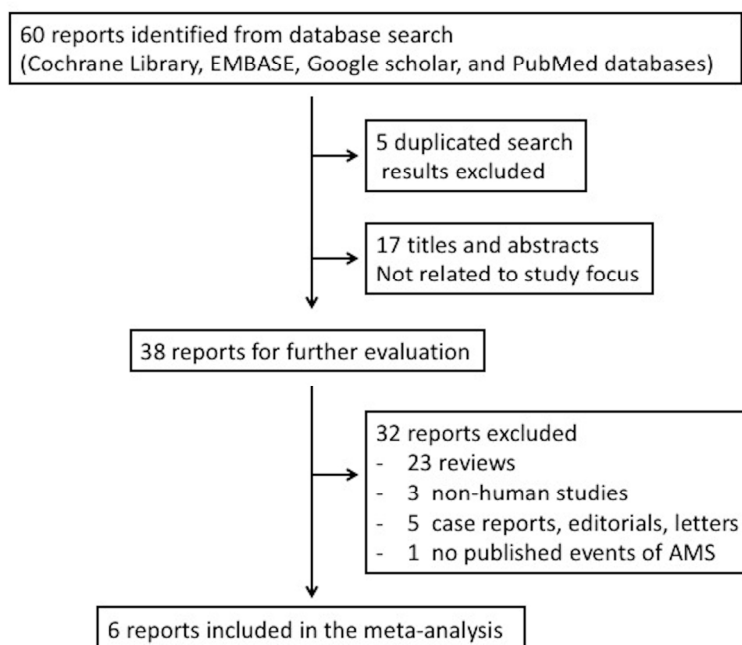 60 reports identified from database search
(Cochrane Library, EMBASE, Google scholar, and PubMed databases)
5 duplicated search
results excluded
17 titles and abstracts
Not related to study focus
38 reports for further evaluation
32 reports excluded
- 23 reviews
- 3 non-human studies
- 5 case reports, editorials, letters
- 1 no published events of AMS
6 reports included in the meta-analysis